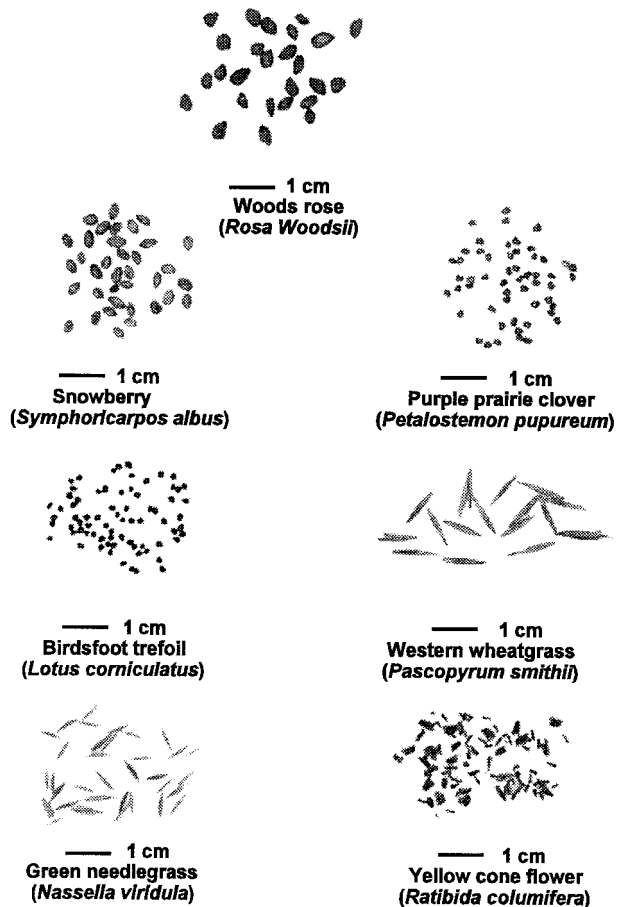 1 cm
Woods rose
(Rosa Woodsii)
1 cm
Snowberry
(Symphoricarpos albus)
1 cm
Purple prairie clover
(Petalostemon pupureum)
1 cm
Birdsfoot trefoil
(Lotus corniculatus)
1 cm
Western wheatgrass
(Pascopyrum smithii)
1 cm
Green needlegrass
(Nassella viridula)
1 cm
Yellow cone flower
(Ratibida columifera)